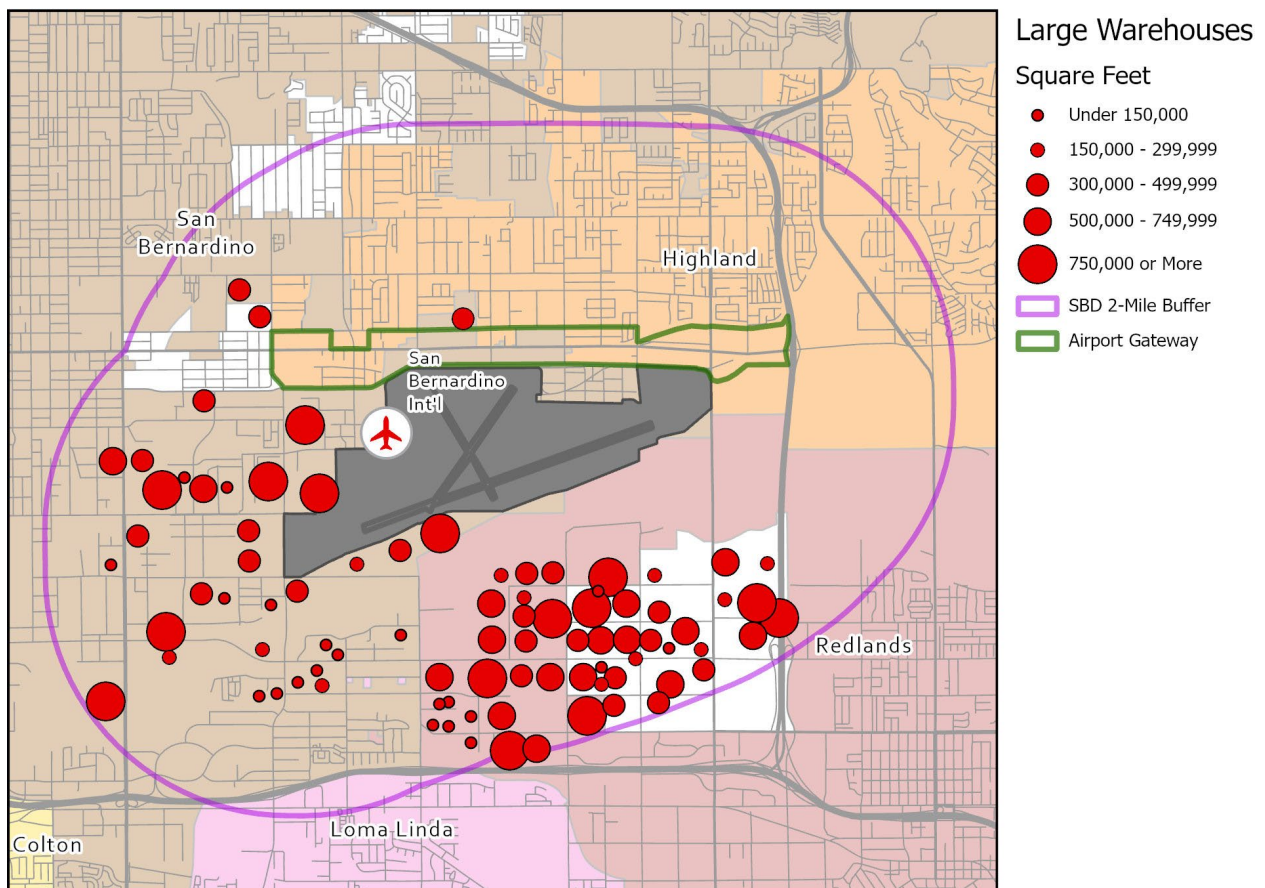 Large Warehouses
Square Feet
Under 150,000
150,000 - 299,999
300,000 - 499,999
500,000 - 749,999
750,000 or More
SBD 2-Mile Buffer
Airport Gateway
San
Bernardino
Highland
San
Bernardino
Int'l
Redlands
Loma Linda
Colton